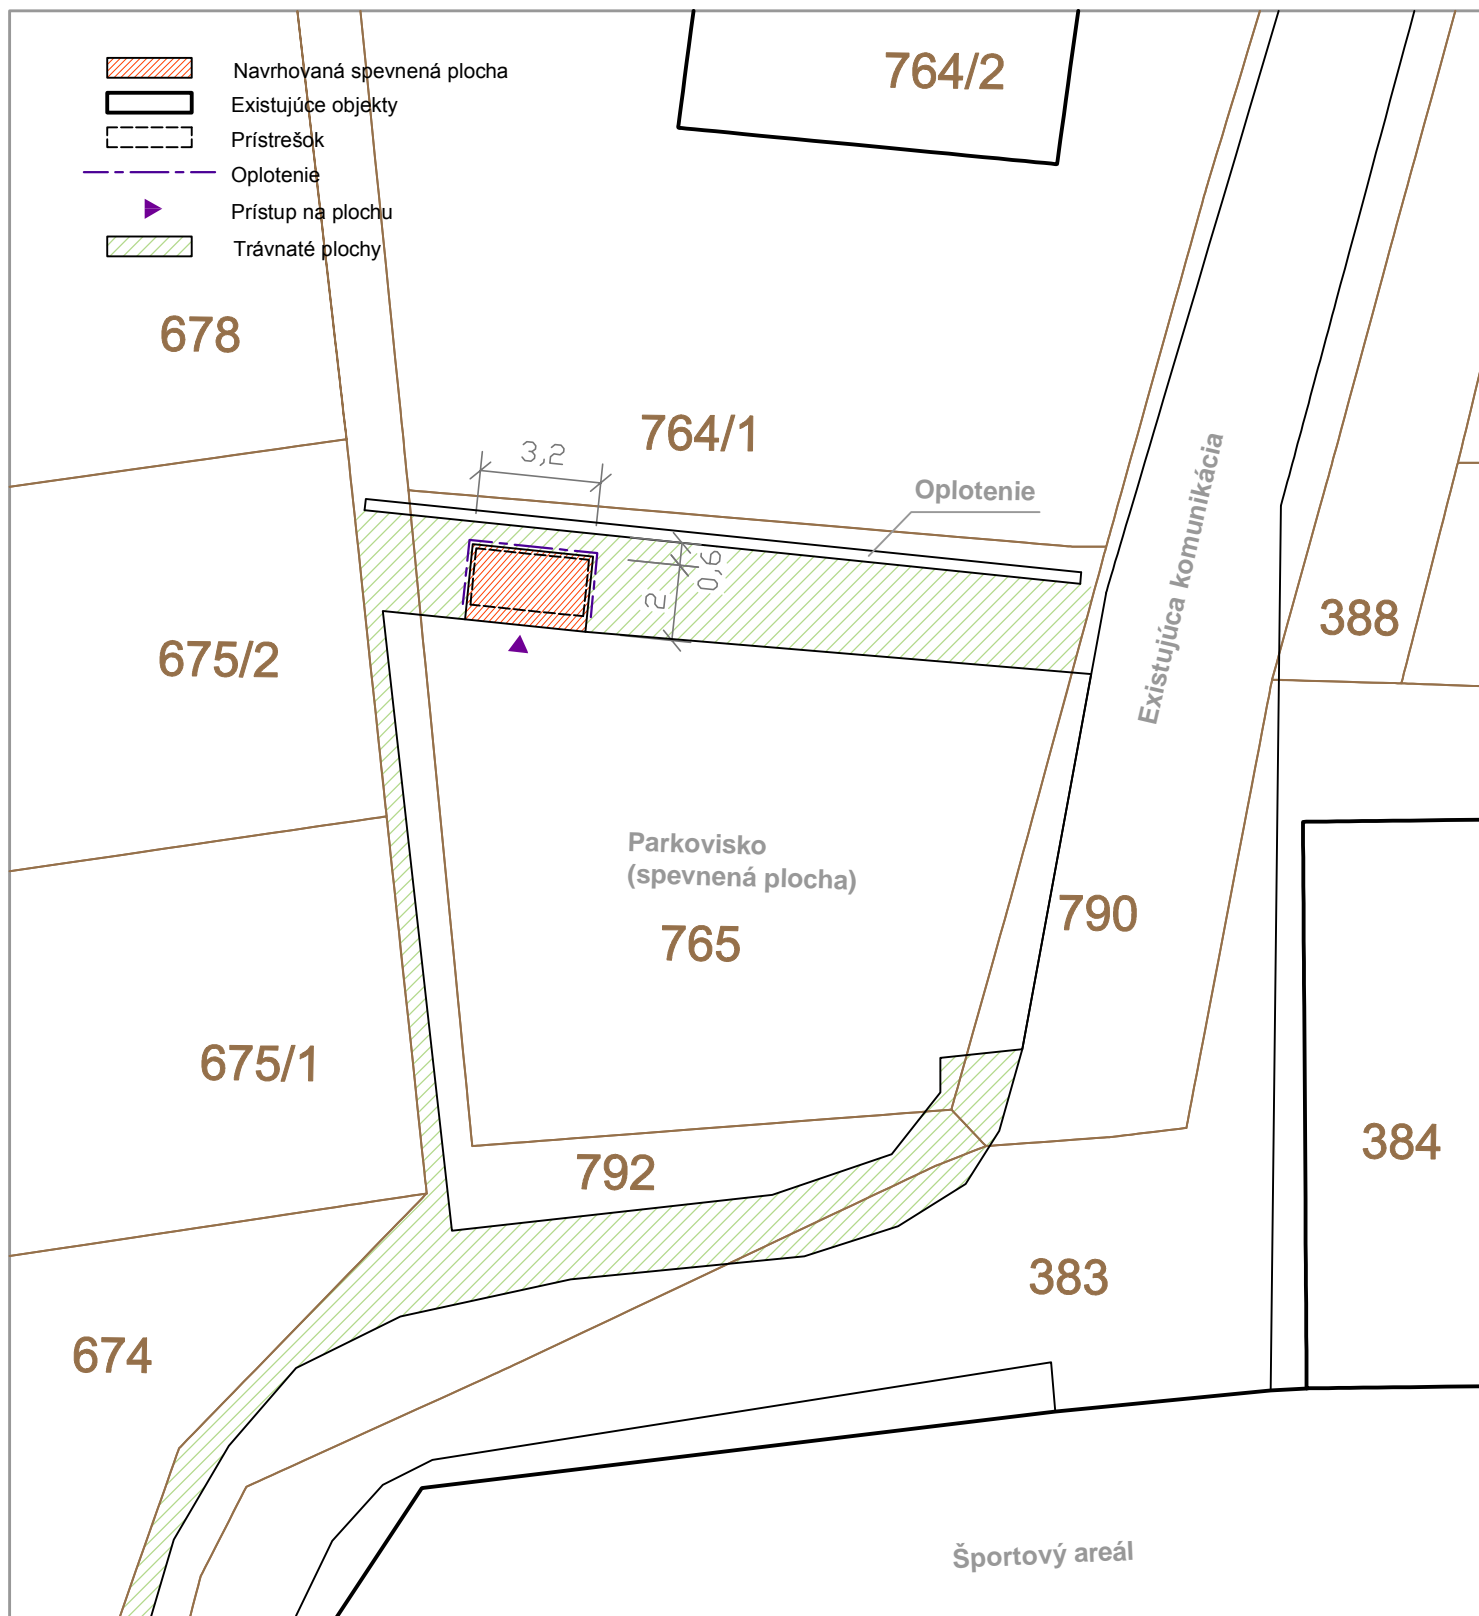 Navrhovaná spevnená plocha
Existujúce objekty
Prístrešok
Oplotenie
Prístup na plochu
Trávnaté plochy
764/2
678
764/1
3,2
Oplotenie
Existujúca komunikácia
0,6
2
388
675/2
Parkovisko
(spevnená plocha)
765
790
675/1
384
792
383
674
Športový areál